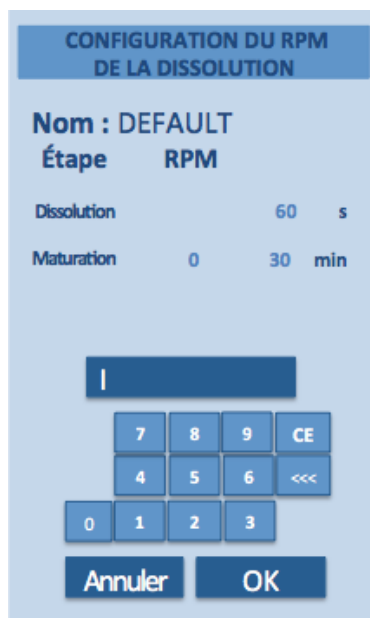 CONFIGURATION DU RPM
DE LA DISSOLUTION
Nom : DEFAULT
Étape RPM
Dissolution 60 s
Maturation 0 30 min
|
7 8 9 CE
4 5 6 <<<
0 1 2 3
Annuler OK